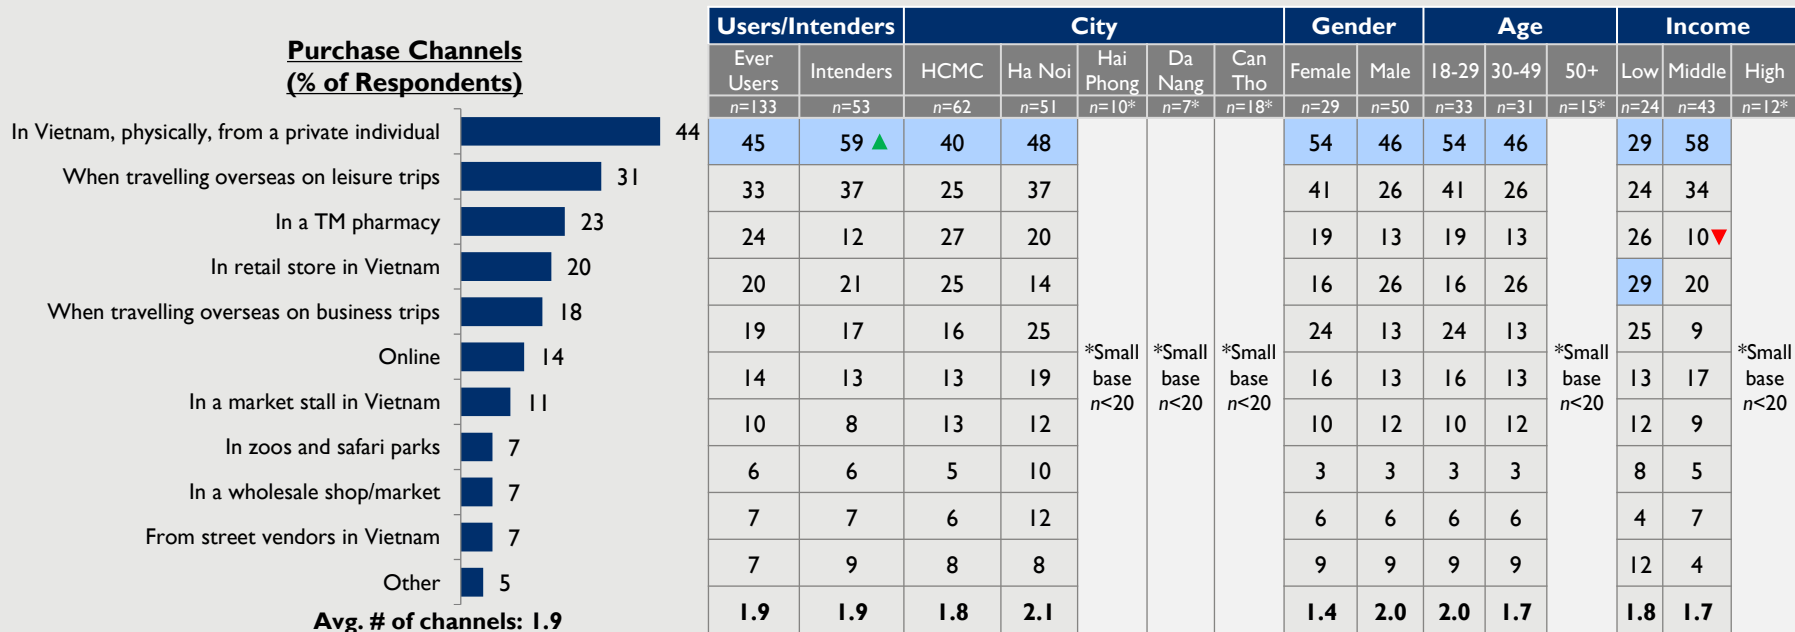 Purchase Channels
(% of Respondents)
Users/Intenders City Gender Age Income
Ever Users Intenders HCMC Ha Noi Hai Phong Da Nang Can Tho Female Male 18-29 30-49 50+ Low Middle High
n=133 n=53 n=62 n=51 n=10* n=7* n=18* n=29 n=50 n=33 n=31 n=15* n=24 n=43 n=12*
In Vietnam, physically, from a private individual 44 45 59 ▲ 40 48 54 46 54 46 29 58
When travelling overseas on leisure trips 31 33 37 25 37 41 26 41 26 24 34
In a TM pharmacy 23 24 12 27 20 19 13 19 13 26 10▼
In retail store in Vietnam 20 20 21 25 14 16 26 16 26 29 20
When travelling overseas on business trips 18 19 17 16 25 24 13 24 13 25 9
Online 14 14 13 13 19 16 13 16 13 13 17
In a market stall in Vietnam 11 10 8 13 12 10 12 10 12 12 9
In zoos and safari parks 7 6 6 5 10 3 3 3 3 8 5
In a wholesale shop/market 7 7 7 6 12 6 6 6 6 4 7
From street vendors in Vietnam 7 7 9 8 8 9 9 9 9 12 4
Other 5
Avg. # of channels: 1.9 1.9 1.9 1.8 2.1 1.4 2.0 2.0 1.7 1.8 1.7
*Small base n<20
*Small base n<20
*Small base n<20
*Small base n<20
*Small base n<20